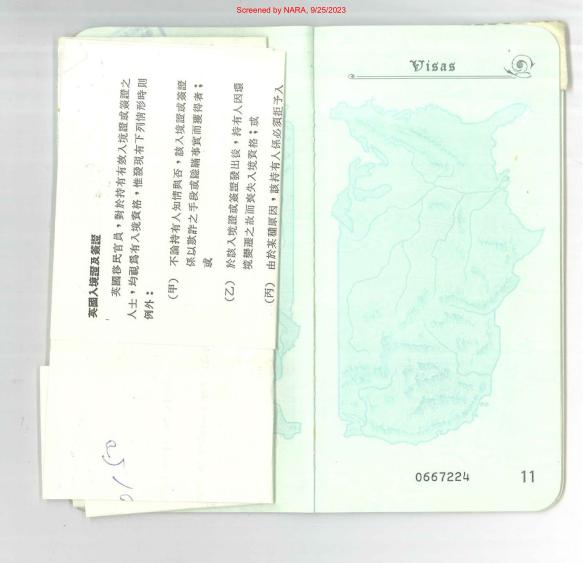 Screened by NARA, 9/25/2023
英國入境證及簽證
英國移民官員，對於持有有效入境證或簽證之
人士，均視爲有入境資格，惟發現有下列情形時則
例外：
(甲) 不論持有人知情與否，該入境證或簽證
係以欺詐之手段或隱瞞事實而獲得者；
或
(乙) 於該入境證或簽證發出後，持有人因環
境變遷之故而喪失入境資格；或
(丙) 由於某種原因，該持有人係必須拒予入
Visas
0667224
11